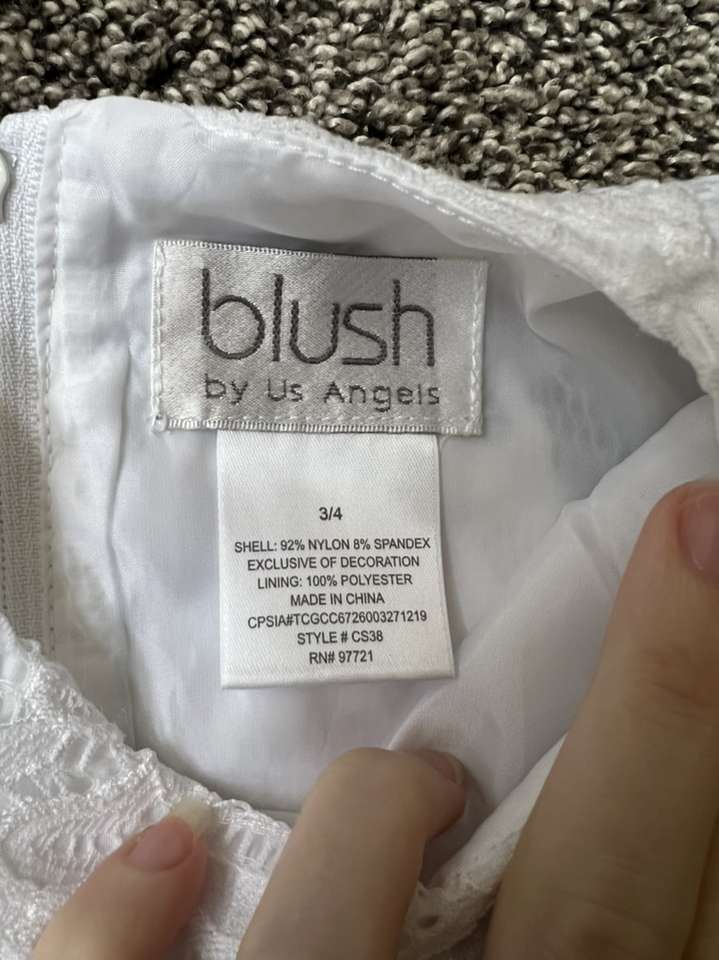 blush
by Us Angels
3/4
SHELL: 92% NYLON 8% SPANDEX
EXCLUSIVE OF DECORATION
LINING: 100% POLYESTER
MADE IN CHINA
CPSIA#TCGCC6726003271219
STYLE # CS38
RN# 97721